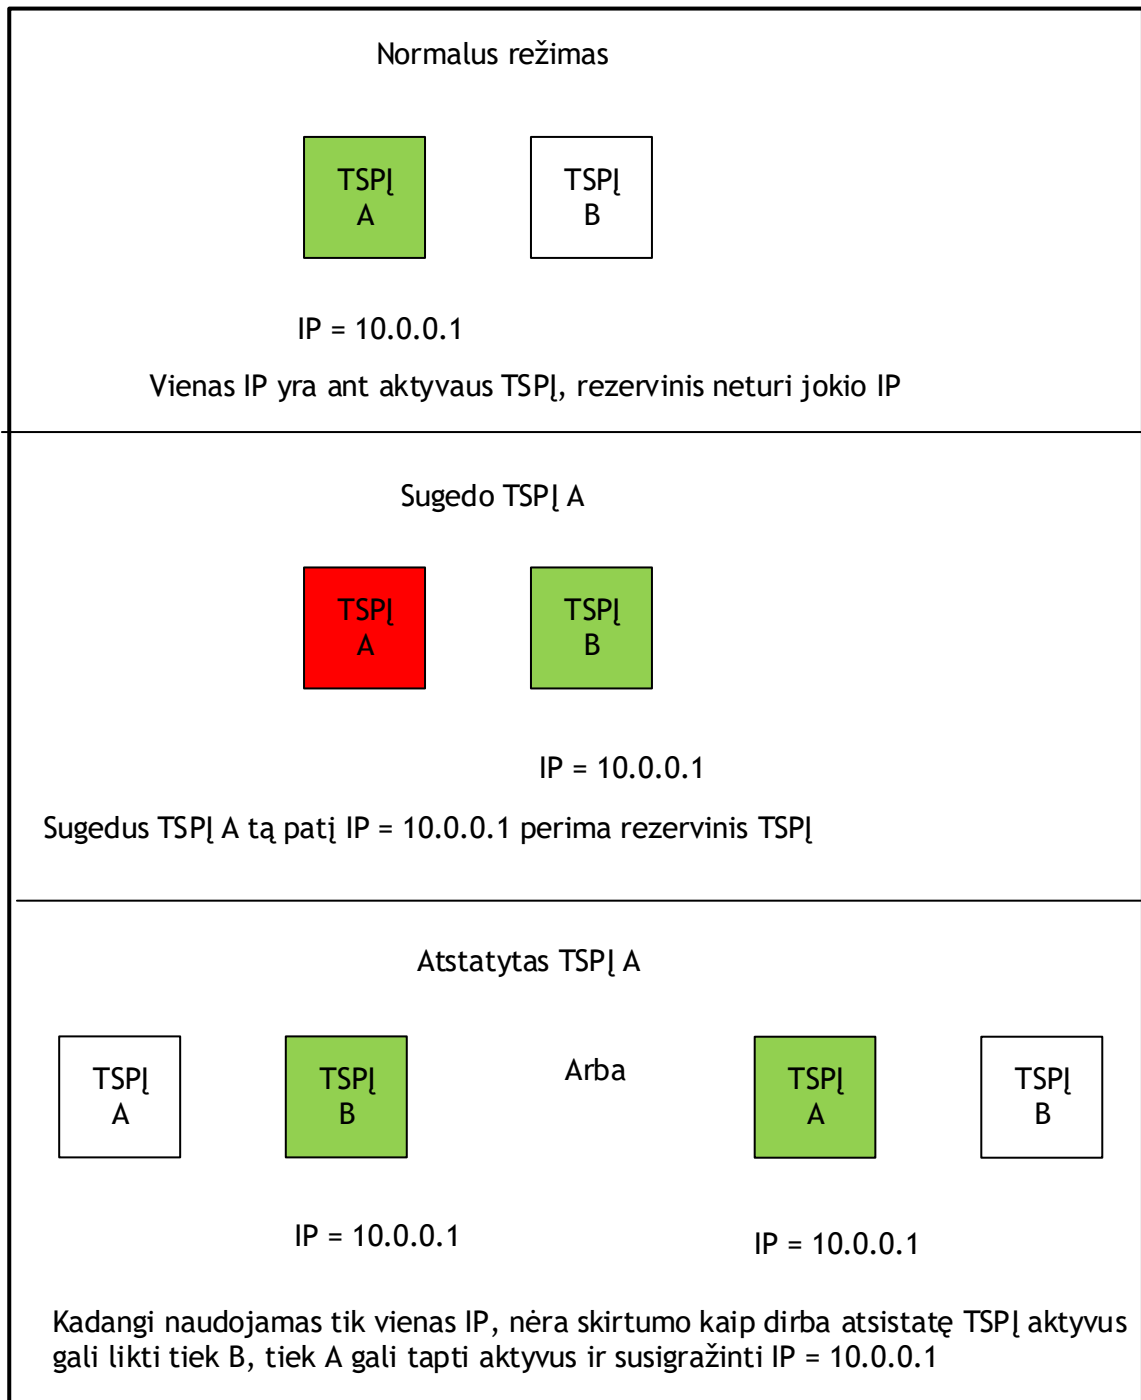 Normalus režimas
TSPĮ
A
TSPĮ
B
IP = 10.0.0.1
Vienas IP yra ant aktyvaus TSPĮ, rezervinis neturi jokio IP
Sugedo TSPĮ A
TSPĮ
A
TSPĮ
B
IP = 10.0.0.1
Sugedus TSPĮ A tą patį IP = 10.0.0.1 perima rezervinis TSPĮ
Atstatytas TSPĮ A
TSPĮ
A
TSPĮ
B
Arba
TSPĮ
A
TSPĮ
B
IP = 10.0.0.1
IP = 10.0.0.1
Kadangi naudojamas tik vienas IP, nėra skirtumo kaip dirba atsistatę TSPĮ aktyvus
gali likti tiek B, tiek A gali tapti aktyvus ir susigražinti IP = 10.0.0.1